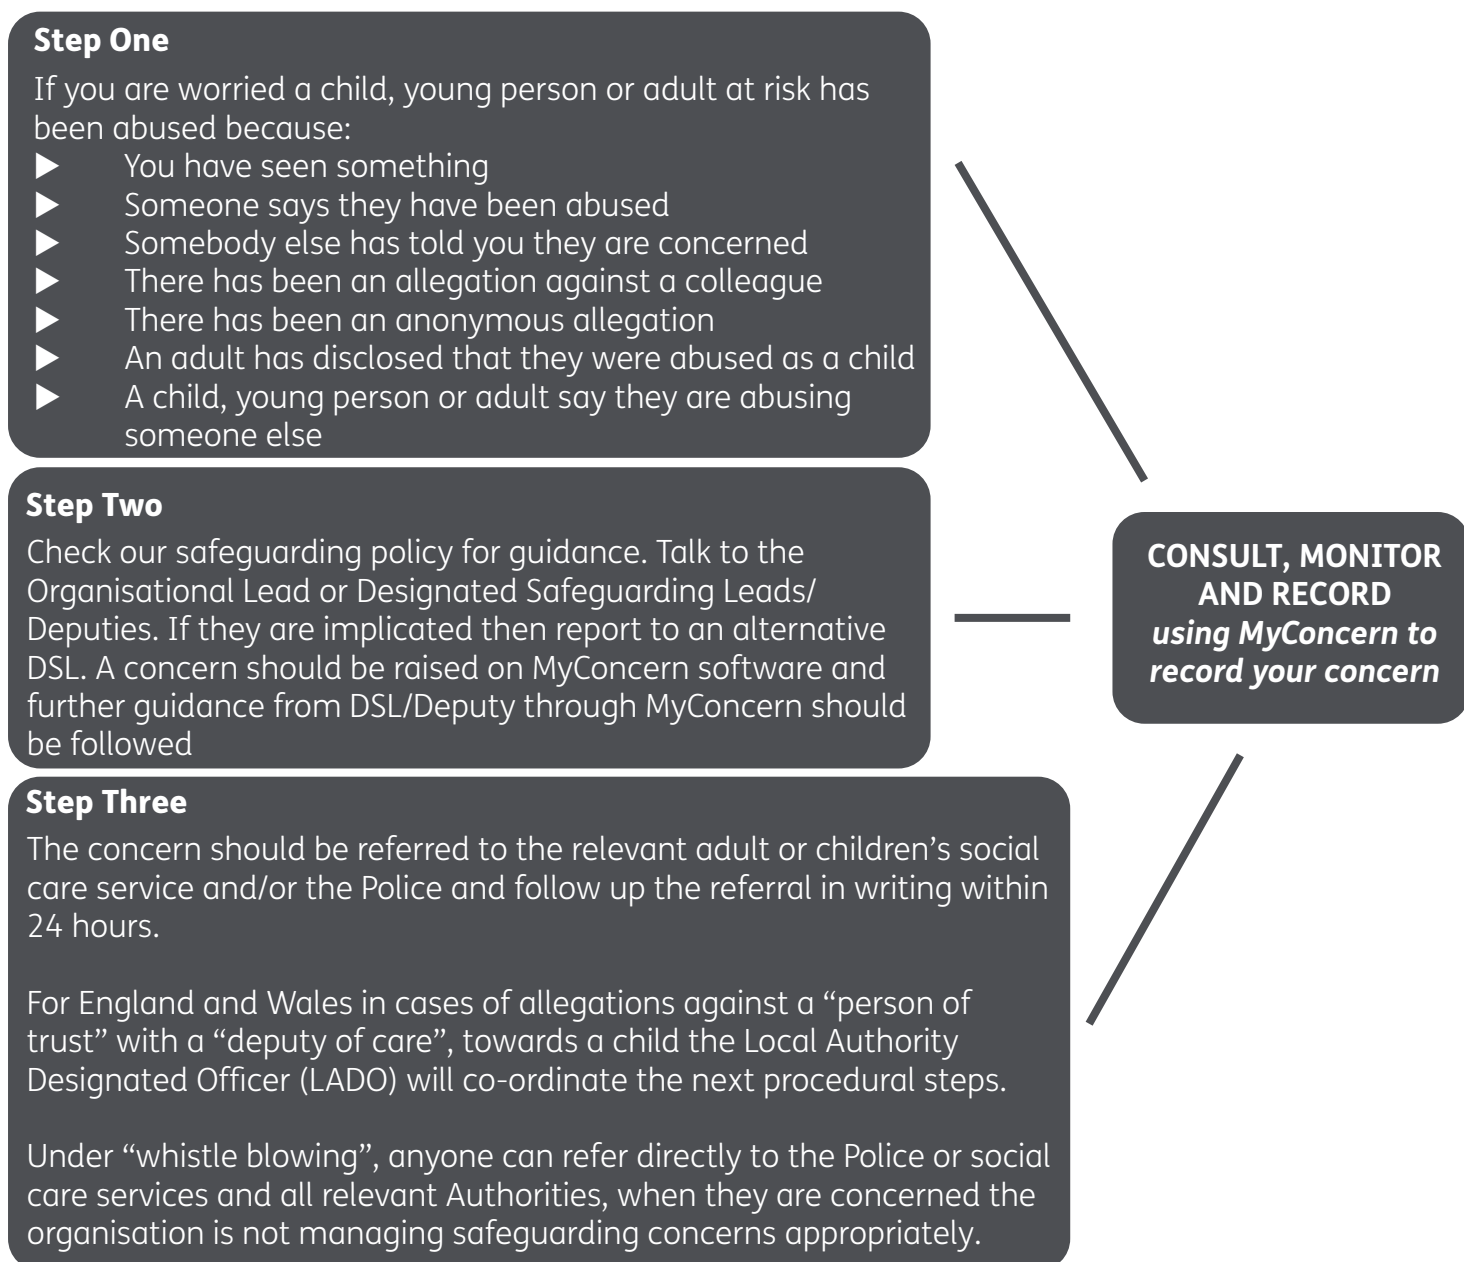 Step One
If you are worried a child, young person or adult at risk has
been abused because:
▶ You have seen something
▶ Someone says they have been abused
▶ Somebody else has told you they are concerned
▶ There has been an allegation against a colleague
▶ There has been an anonymous allegation
▶ An adult has disclosed that they were abused as a child
▶ A child, young person or adult say they are abusing
someone else
Step Two
Check our safeguarding policy for guidance. Talk to the
Organisational Lead or Designated Safeguarding Leads/
Deputies. If they are implicated then report to an alternative
DSL. A concern should be raised on MyConcern software and
further guidance from DSL/Deputy through MyConcern should
be followed
Step Three
The concern should be referred to the relevant adult or children’s social
care service and/or the Police and follow up the referral in writing within
24 hours.
For England and Wales in cases of allegations against a “person of
trust” with a “deputy of care”, towards a child the Local Authority
Designated Officer (LADO) will co-ordinate the next procedural steps.
Under “whistle blowing”, anyone can refer directly to the Police or social
care services and all relevant Authorities, when they are concerned the
organisation is not managing safeguarding concerns appropriately.
CONSULT, MONITOR
AND RECORD
using MyConcern to
record your concern